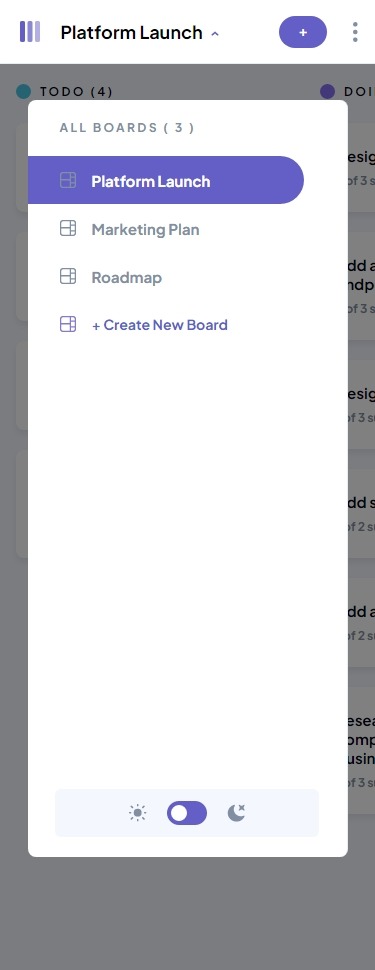 Platform Launch
+
TODO (4)
DOI
ALL BOARDS ( 3 )
Platform Launch
Marketing Plan
Roadmap
+ Create New Board
esig
of 3 s
dd a
ndp
of 3 s
esig
of 3 s
dd s
of 2 s
dd a
of 2 s
esea
omp
usin
of 3 s